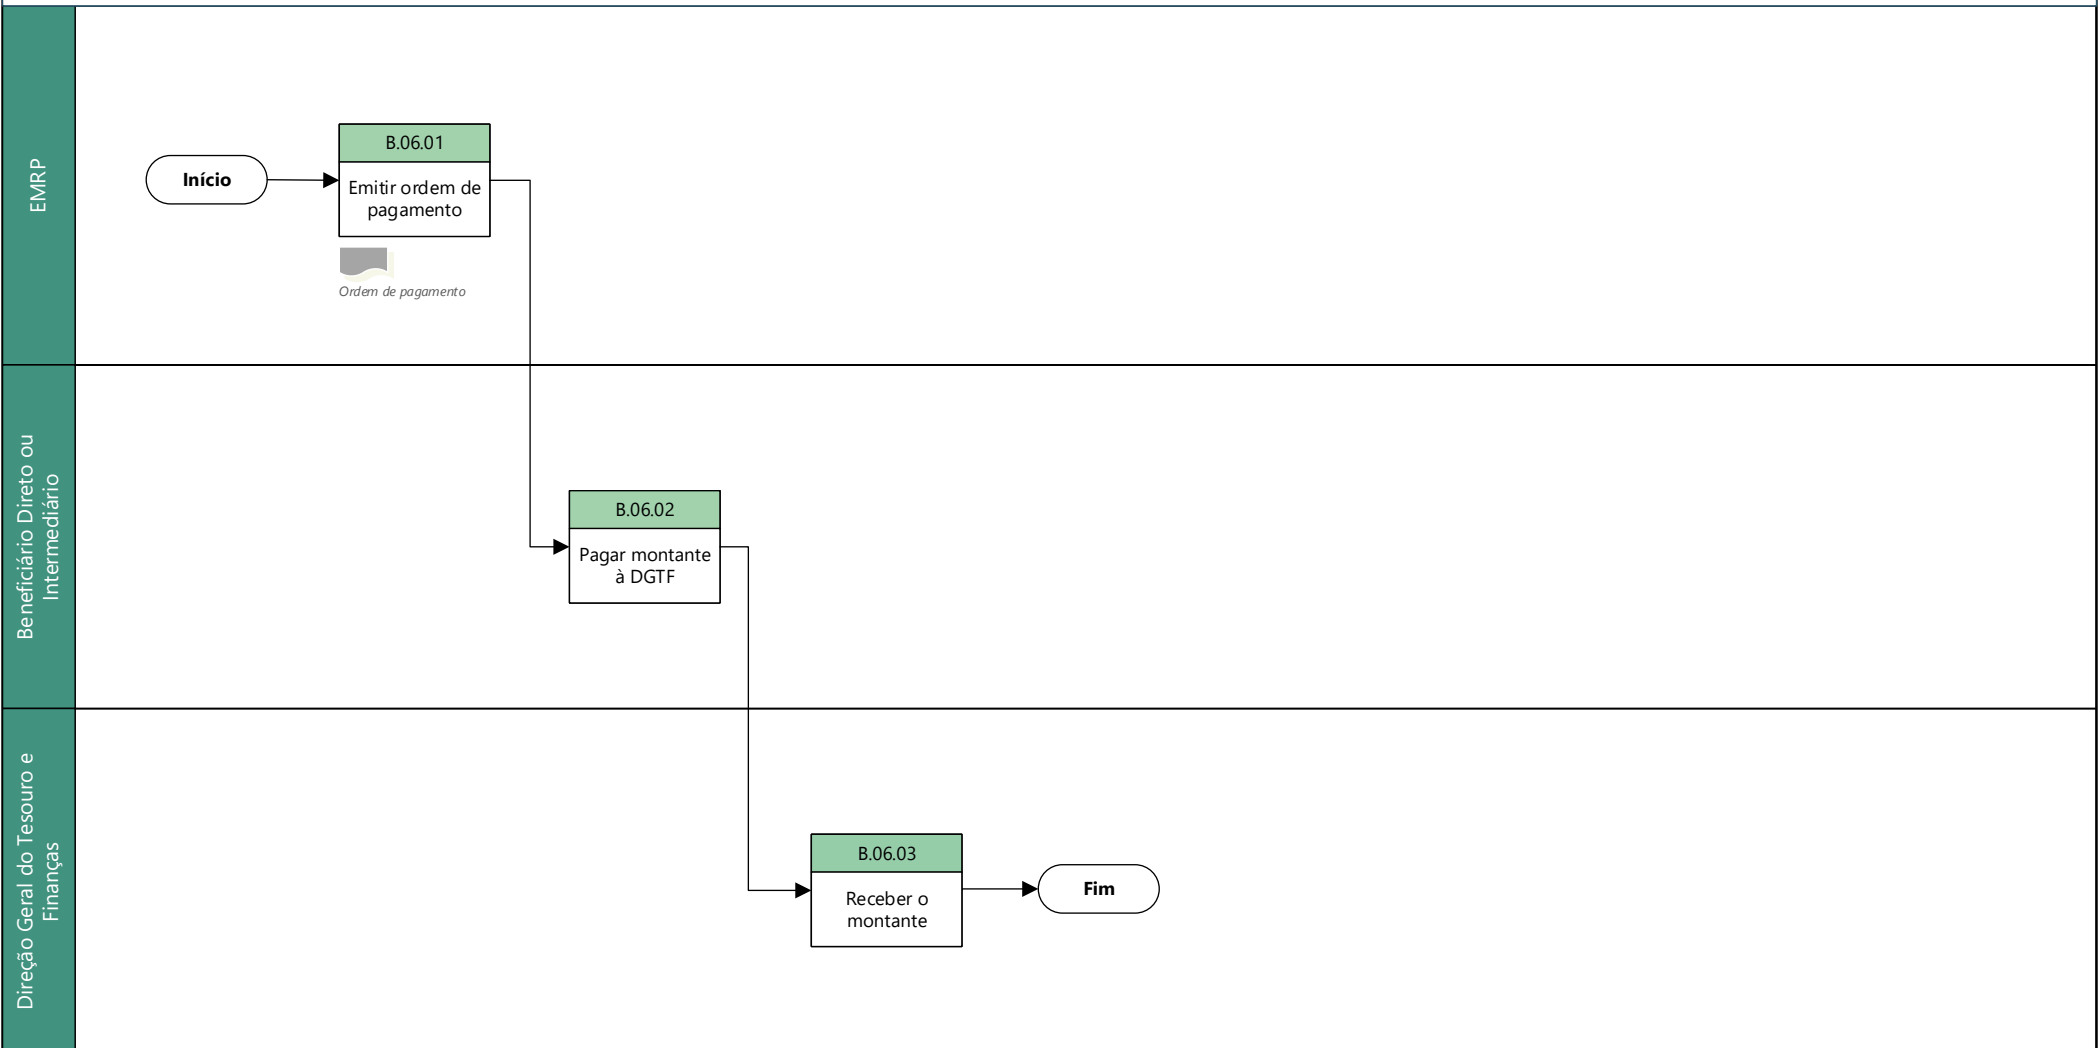 EMRP
Início
B.06.01
Emitir ordem de
pagamento
Ordem de pagamento
Beneficiário Direto ou
Intermediário
B.06.02
Pagar montante
à DGTF
Direção Geral do Tesouro e
Finanças
B.06.03
Receber o
montante
Fim